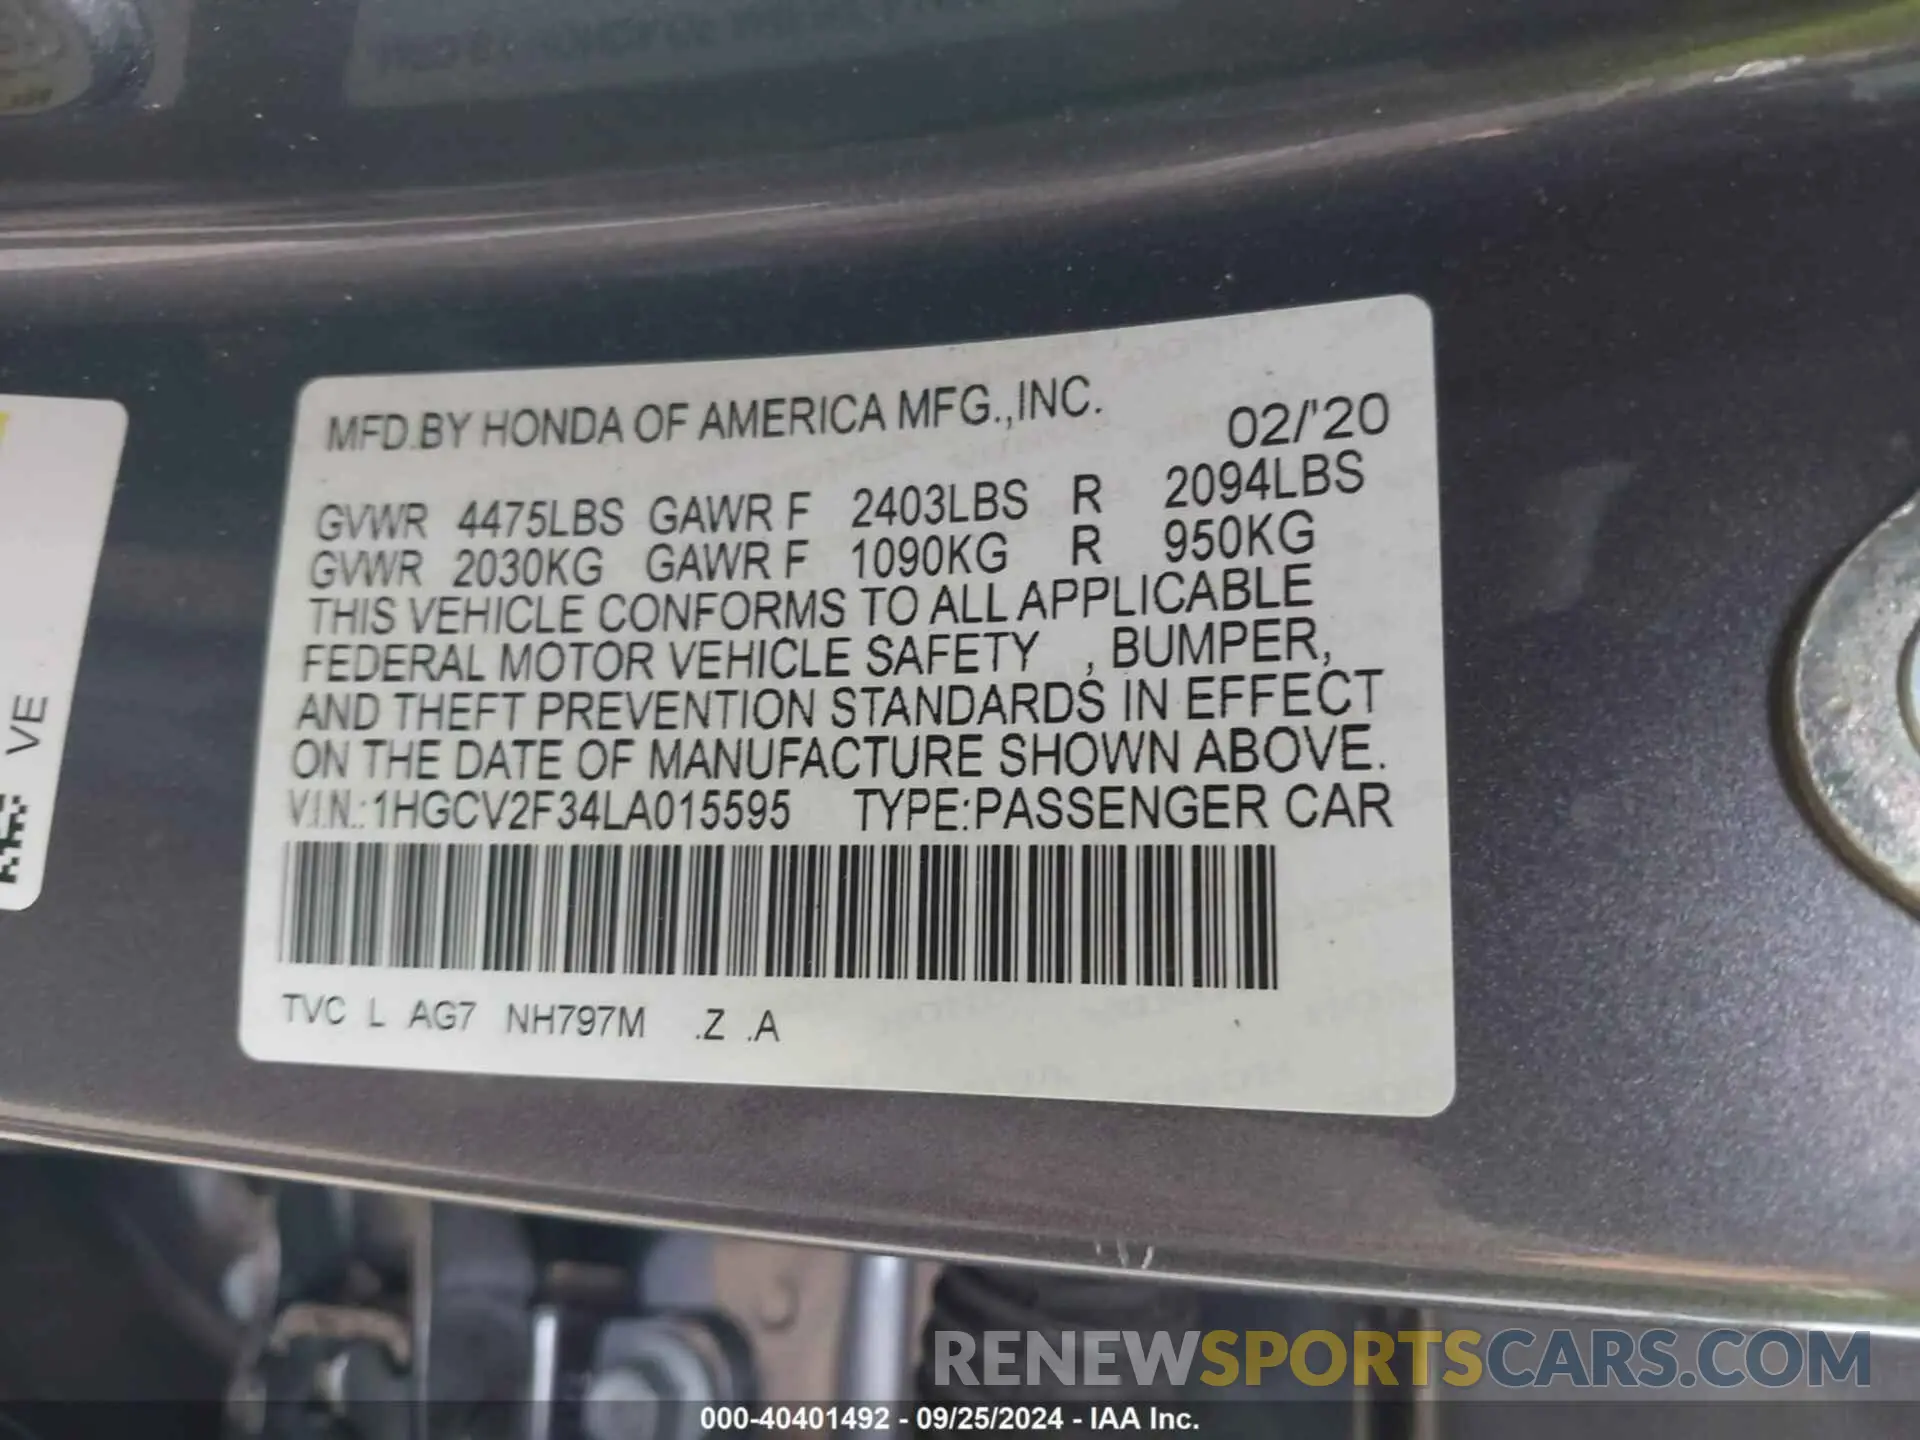 MFD.BY HONDA OF AMERICA MFG.,INC. 02/'20
GVWR 4475LBS GAWR F 2403LBS R 2094LBS
GVWR 2030KG GAWR F 1090KG R 950KG
THIS VEHICLE CONFORMS TO ALL APPLICABLE
FEDERAL MOTOR VEHICLE SAFETY , BUMPER,
AND THEFT PREVENTION STANDARDS IN EFFECT
ON THE DATE OF MANUFACTURE SHOWN ABOVE.
V.I.N.:1HGCV2F34LA015595 TYPE:PASSENGER CAR
TVC L AG7 NH797M .Z .A
VE
RENEWSPORTSCARS.COM
000-40401492 - 09/25/2024 - IAA Inc.